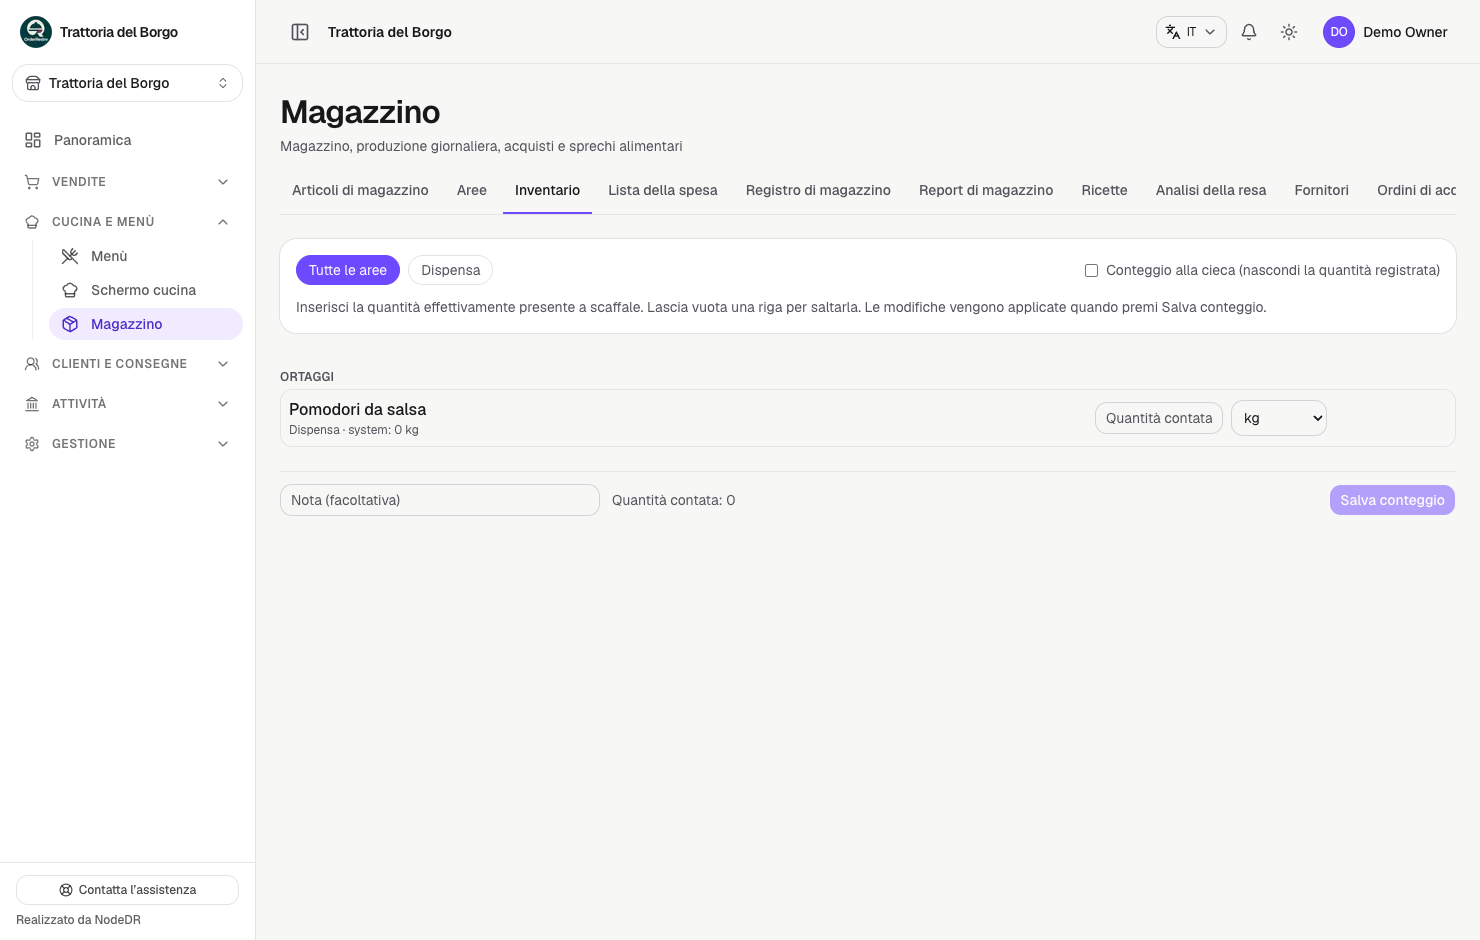 Trattoria del Borgo
Trattoria del Borgo
Panoramica
VENDITE
CUCINA E MENÙ
Menù
Schermo cucina
Magazzino
CLIENTI E CONSEGNE
ATTIVITÀ
GESTIONE
Contatta l'assistenza
Realizzato da NodeDR
Trattoria del Borgo
IT
DO Demo Owner
Magazzino
Magazzino, produzione giornaliera, acquisti e sprechi alimentari
Articoli di magazzino Aree Inventario Lista della spesa Registro di magazzino Report di magazzino Ricette Analisi della resa Fornitori Ordini di acc
Tutte le aree Dispensa Conteggio alla cieca (nascondi la quantità registrata)
Inserisci la quantità effettivamente presente a scaffale. Lascia vuota una riga per saltarla. Le modifiche vengono applicate quando premi Salva conteggio.
ORTAGGI
Pomodori da salsa
Dispensa · system: 0 kg
Quantità contata kg
Nota (facoltativa) Quantità contata: 0 Salva conteggio